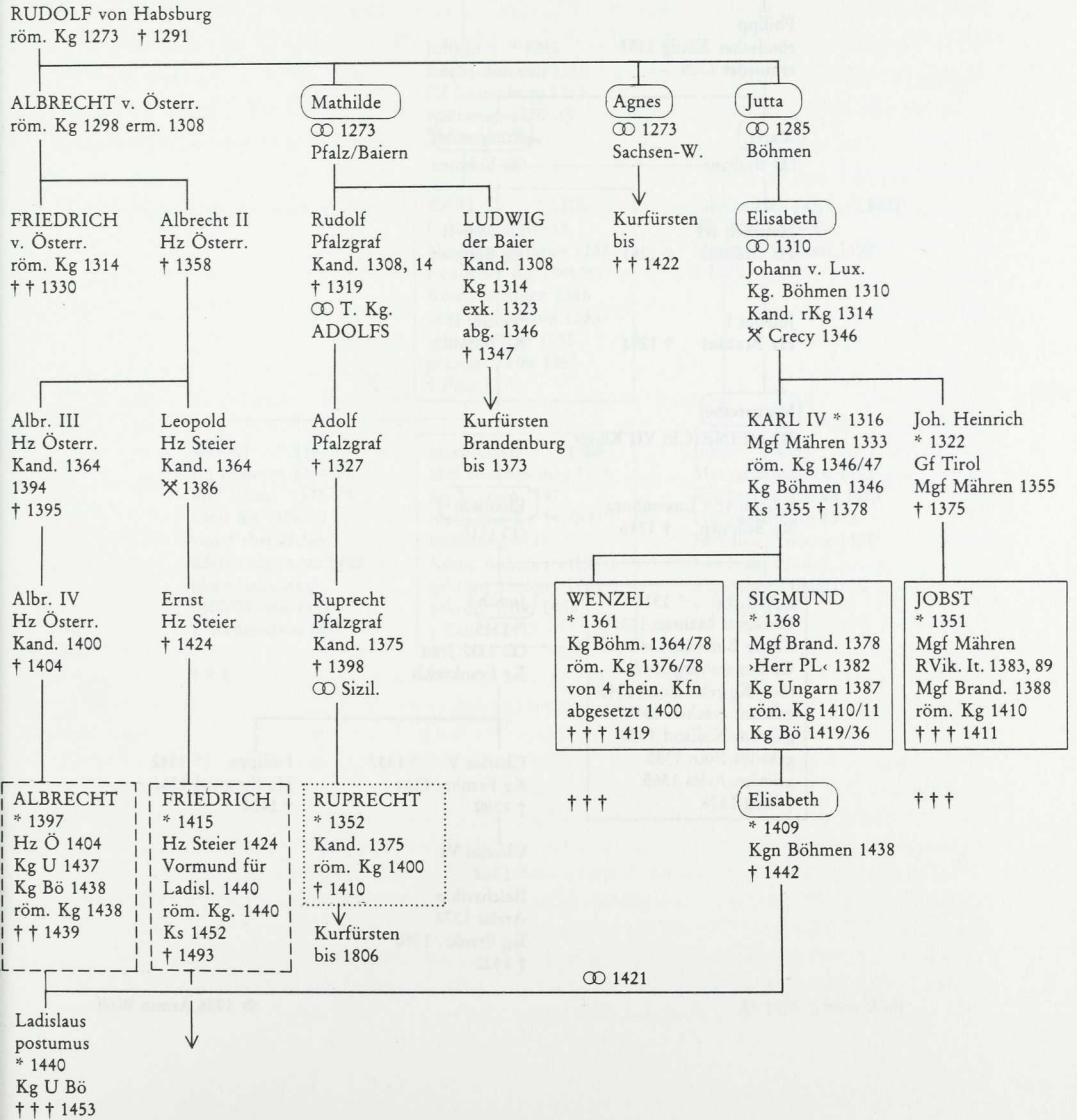 RUDOLF von Habsburg
röm. Kg 1273 † 1291
ALBRECHT v. Österr.
röm. Kg 1298 erm. 1308
Mathilde
⚭ 1273
Pfalz/Baiern
Agnes
⚭ 1273
Sachsen-W.
Jutta
⚭ 1285
Böhmen
FRIEDRICH
v. Österr.
röm. Kg 1314
† † 1330
Albrecht II
Hz Österr.
† 1358
Rudolf
Pfalzgraf
Kand. 1308, 14
† 1319
⚭ T. Kg.
ADOLFS
LUDWIG
der Baier
Kand. 1308
Kg 1314
exk. 1323
abg. 1346
† 1347
Kurfürsten
bis
† † 1422
Elisabeth
⚭ 1310
Johann v. Lux.
Kg. Böhmen 1310
Kand. rKg 1314
⚔ Crecy 1346
Albr. III
Hz Österr.
Kand. 1364
1394
† 1395
Leopold
Hz Steier
Kand. 1364
⚔ 1386
Adolf
Pfalzgraf
† 1327
Kurfürsten
Brandenburg
bis 1373
KARL IV * 1316
Mgf Mähren 1333
röm. Kg 1346/47
Kg Böhmen 1346
Ks 1355 † 1378
Joh. Heinrich
* 1322
Gf Tirol
Mgf Mähren 1355
† 1375
Albr. IV
Hz Österr.
Kand. 1400
† 1404
Ernst
Hz Steier
† 1424
Ruprecht
Pfalzgraf
Kand. 1375
† 1398
⚭ Sizil.
WENZEL
* 1361
Kg Böhm. 1364/78
röm. Kg 1376/78
von 4 rhein. Kfn
abgesetzt 1400
† † † 1419
SIGMUND
* 1368
Mgf Brand. 1378
›Herr PL‹ 1382
Kg Ungarn 1387
röm. Kg 1410/11
Kg Bö 1419/36
JOBST
* 1351
Mgf Mähren
RVik. It. 1383, 89
Mgf Brand. 1388
röm. Kg 1410
† † † 1411
ALBRECHT
* 1397
Hz Ö 1404
Kg U 1437
Kg Bö 1438
röm. Kg 1438
† † 1439
FRIEDRICH
* 1415
Hz Steier 1424
Vormund für
Ladisl. 1440
röm. Kg. 1440
Ks 1452
† 1493
RUPRECHT
* 1352
Kand. 1375
röm. Kg 1400
† 1410
Kurfürsten
bis 1806
† † †
Elisabeth
* 1409
Kgn Böhmen 1438
† 1442
† † †
⚭ 1421
Ladislaus
postumus
* 1440
Kg U Bö
† † † 1453